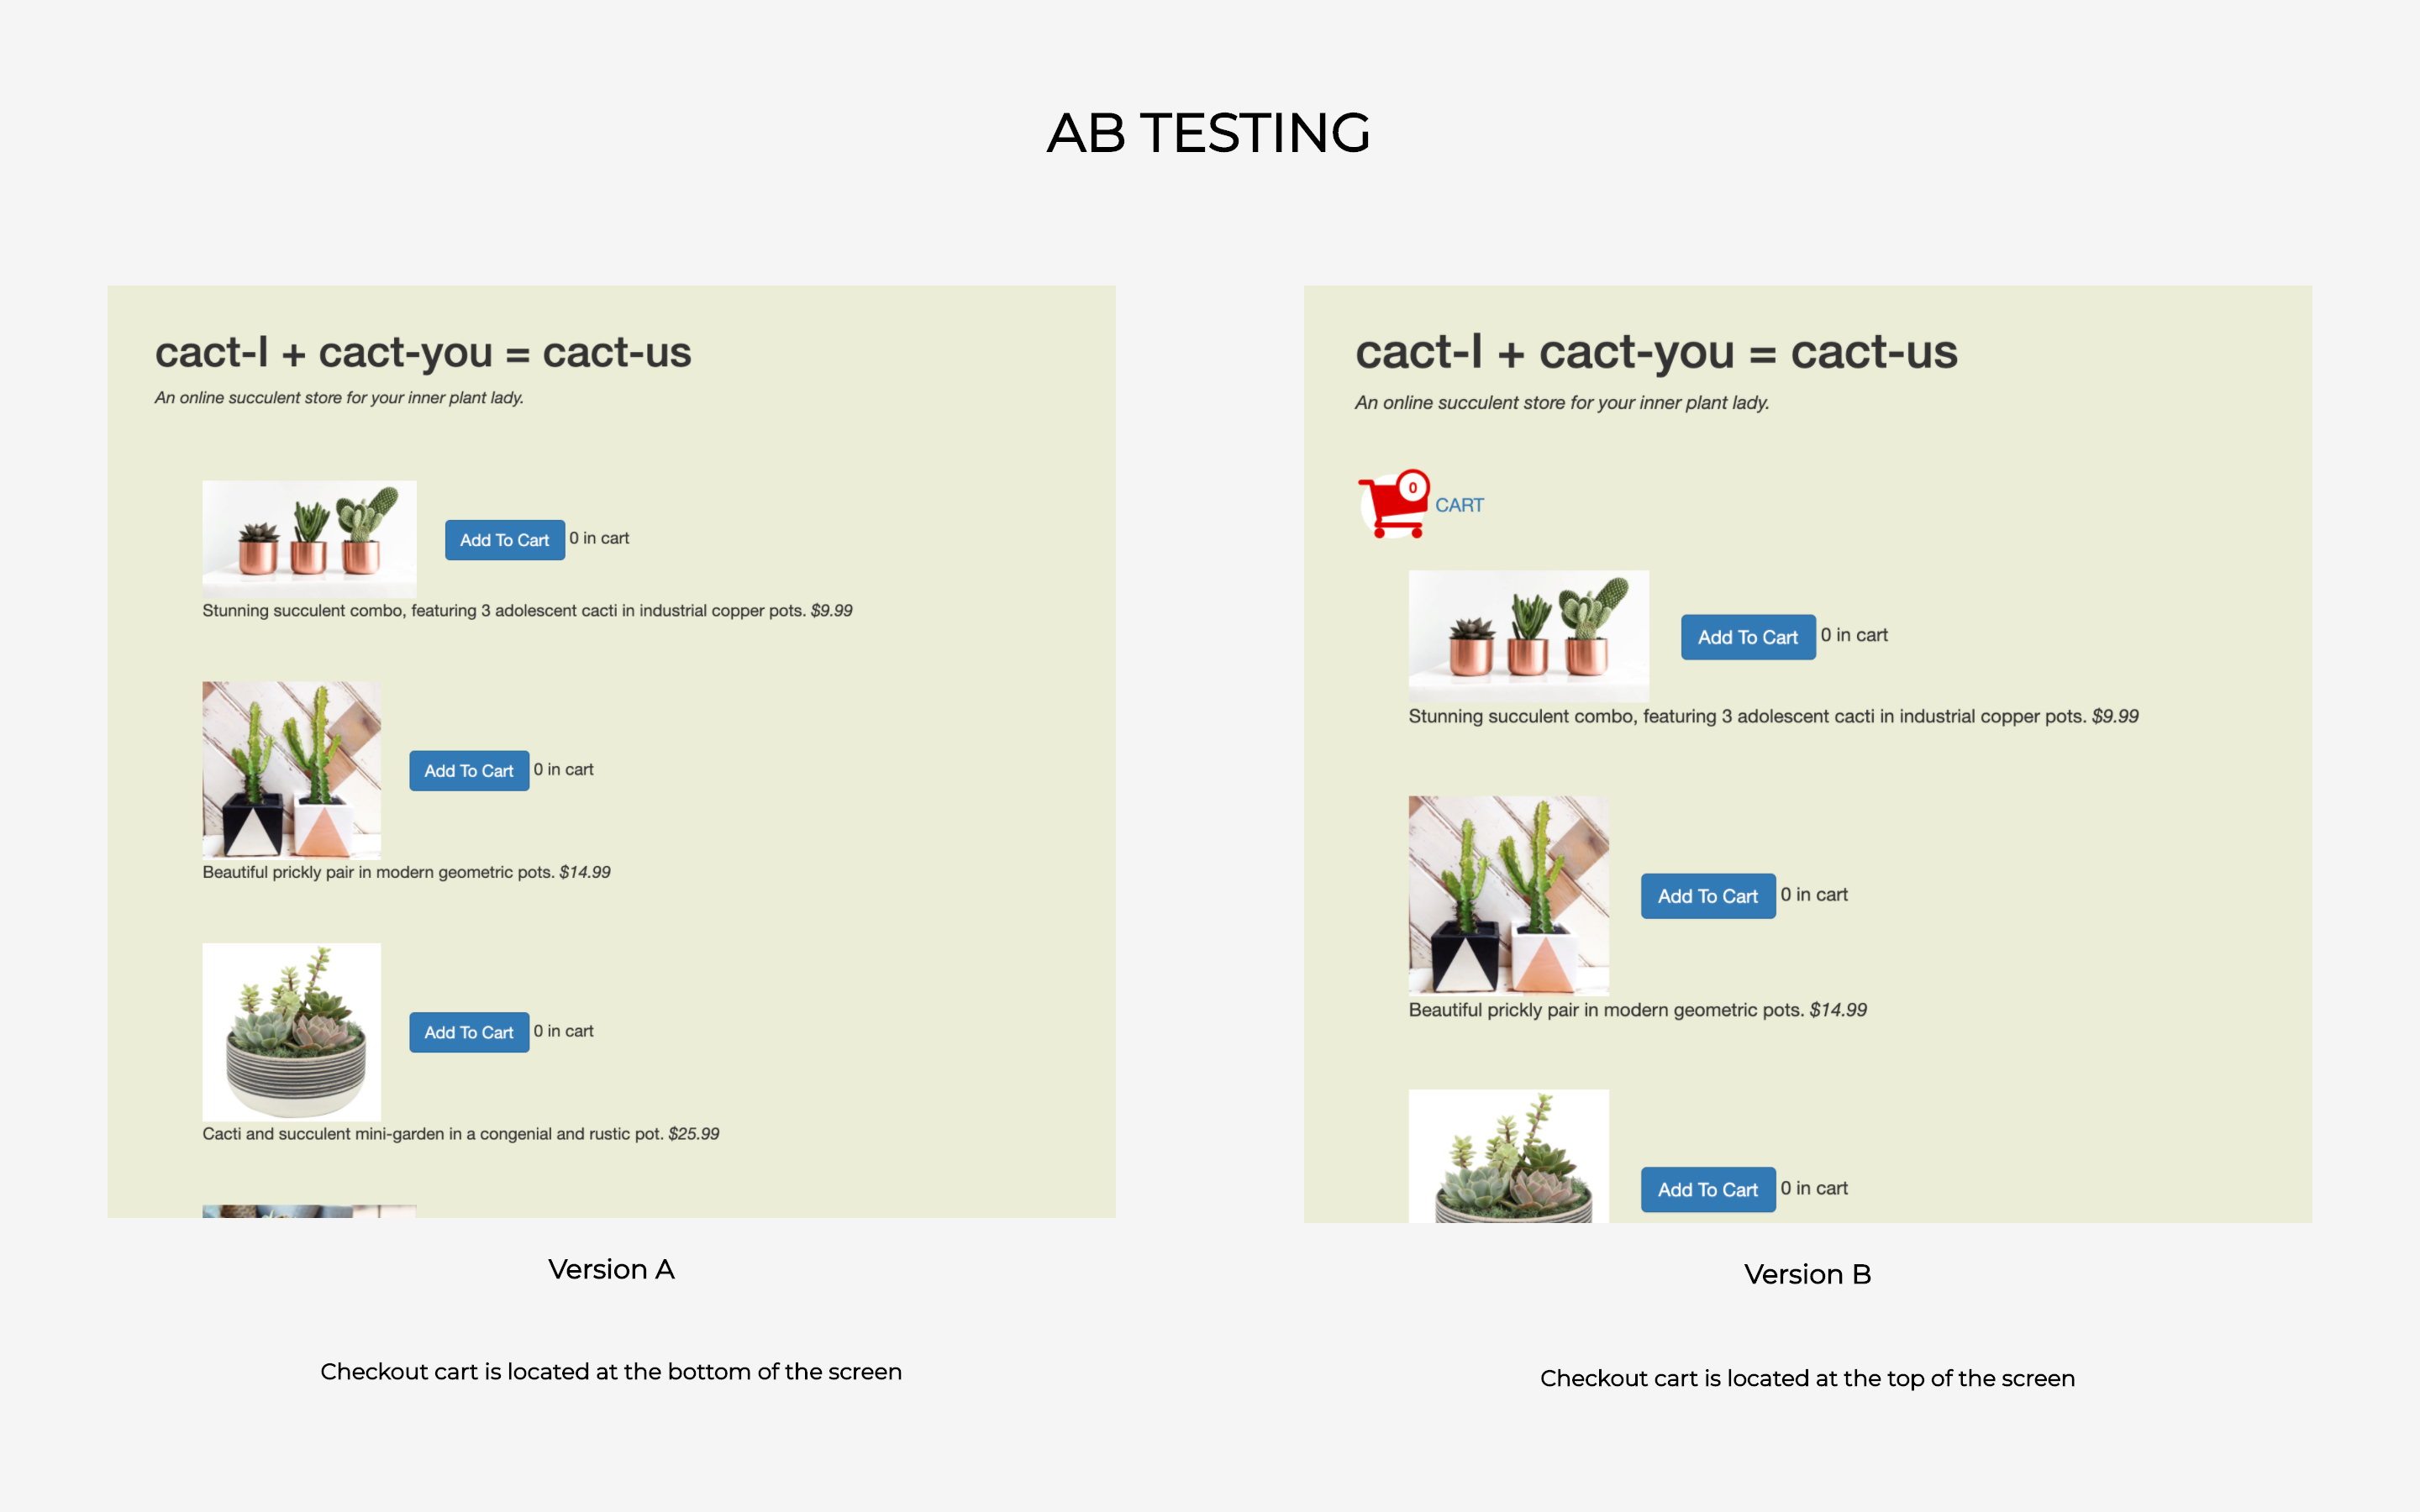 AB TESTING
cact-I + cact-you = cact-us
An online succulent store for your inner plant lady.
Add To Cart 0 in cart
Stunning succulent combo, featuring 3 adolescent cacti in industrial copper pots. $9.99
Add To Cart 0 in cart
Beautiful prickly pair in modern geometric pots. $14.99
Add To Cart 0 in cart
Cacti and succulent mini-garden in a congenial and rustic pot. $25.99
Version A
Checkout cart is located at the bottom of the screen
cact-I + cact-you = cact-us
An online succulent store for your inner plant lady.
0 CART
Add To Cart 0 in cart
Stunning succulent combo, featuring 3 adolescent cacti in industrial copper pots. $9.99
Add To Cart 0 in cart
Beautiful prickly pair in modern geometric pots. $14.99
Add To Cart 0 in cart
Version B
Checkout cart is located at the top of the screen